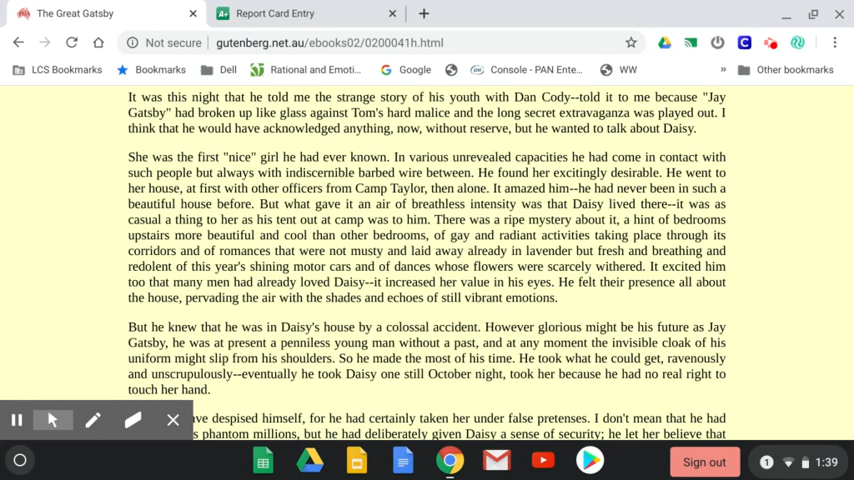 The Great Gatsby
Report Card Entry
Not secure gutenberg.net.au/ebooks02/0200041h.html
LCS Bookmarks Bookmarks Dell Rational and Emoti... Google Console - PAN Ente... WW » Other bookmarks
It was this night that he told me the strange story of his youth with Dan Cody--told it to me because "Jay
Gatsby" had broken up like glass against Tom's hard malice and the long secret extravaganza was played out. I
think that he would have acknowledged anything, now, without reserve, but he wanted to talk about Daisy.
She was the first "nice" girl he had ever known. In various unrevealed capacities he had come in contact with
such people but always with indiscernible barbed wire between. He found her excitingly desirable. He went to
her house, at first with other officers from Camp Taylor, then alone. It amazed him--he had never been in such a
beautiful house before. But what gave it an air of breathless intensity was that Daisy lived there--it was as
casual a thing to her as his tent out at camp was to him. There was a ripe mystery about it, a hint of bedrooms
upstairs more beautiful and cool than other bedrooms, of gay and radiant activities taking place through its
corridors and of romances that were not musty and laid away already in lavender but fresh and breathing and
redolent of this year's shining motor cars and of dances whose flowers were scarcely withered. It excited him
too that many men had already loved Daisy--it increased her value in his eyes. He felt their presence all about
the house, pervading the air with the shades and echoes of still vibrant emotions.
But he knew that he was in Daisy's house by a colossal accident. However glorious might be his future as Jay
Gatsby, he was at present a penniless young man without a past, and at any moment the invisible cloak of his
uniform might slip from his shoulders. So he made the most of his time. He took what he could get, ravenously
and unscrupulously--eventually he took Daisy one still October night, took her because he had no real right to
touch her hand.
ve despised himself, for he had certainly taken her under false pretenses. I don't mean that he had
s phantom millions, but he had deliberately given Daisy a sense of security; he let her believe that
Sign out 1 1:39